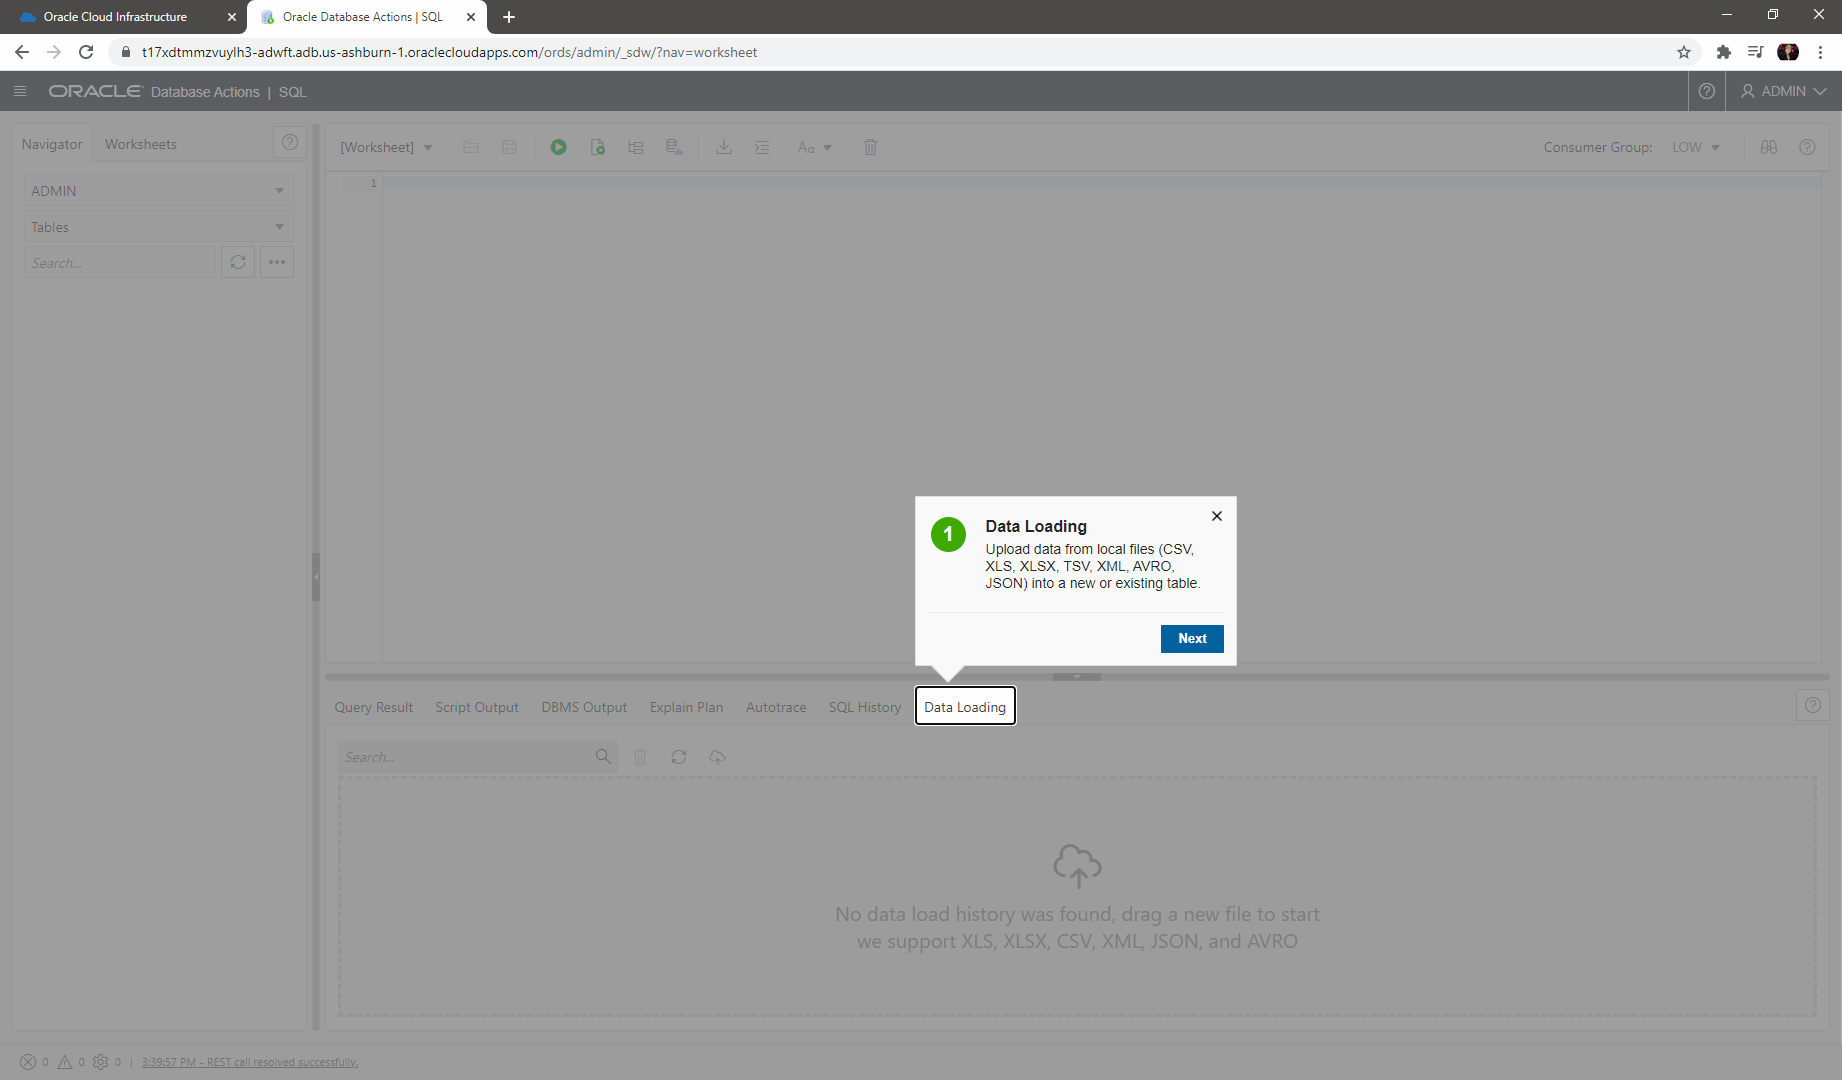 Oracle Cloud Infrastructure
Oracle Database Actions | SQL
t17xdtmmzvuylh3-adwft.adb.us-ashburn-1.oraclecloudapps.com/ords/admin/_sdw/?nav=worksheet
ORACLE Database Actions | SQL
ADMIN
Navigator
Worksheets
[Worksheet]
Aa
Consumer Group:
LOW
ADMIN
Tables
Search...
1
1
Data Loading
Upload data from local files (CSV,
XLS, XLSX, TSV, XML, AVRO,
JSON) into a new or existing table.
Next
Query Result
Script Output
DBMS Output
Explain Plan
Autotrace
SQL History
Data Loading
Search...
No data load history was found, drag a new file to start
we support XLS, XLSX, CSV, XML, JSON, and AVRO
0 0 0 | 3:39:57 PM - REST call resolved successfully.